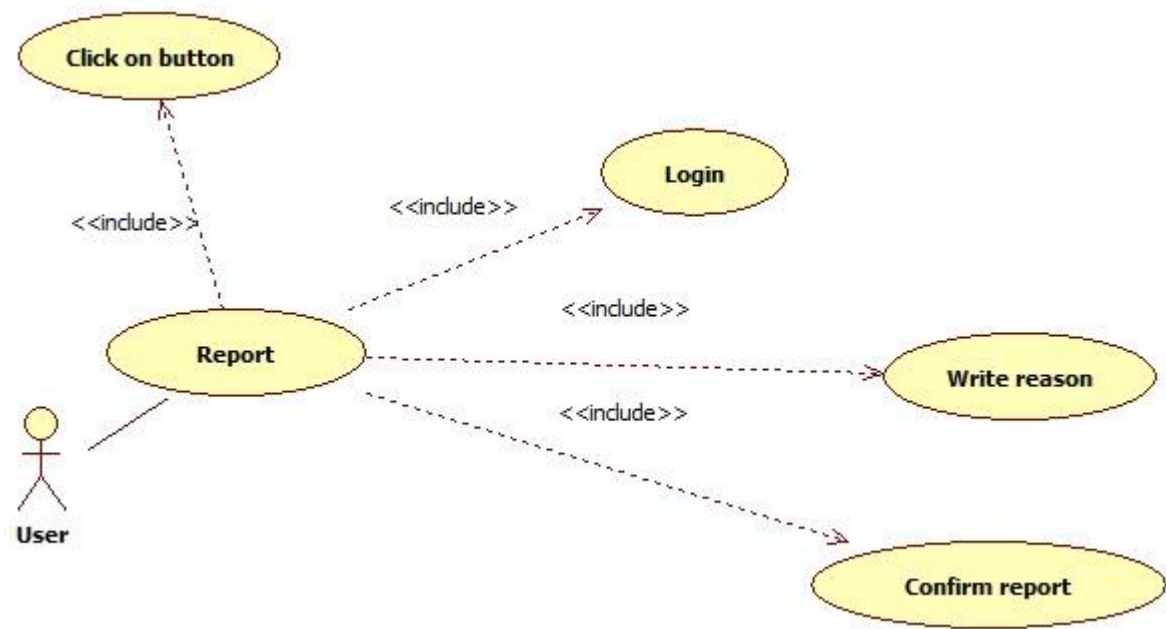 Click on button
Login
<<include>>
<<include>>
<<include>>
Report
Write reason
<<include>>
User
Confirm report